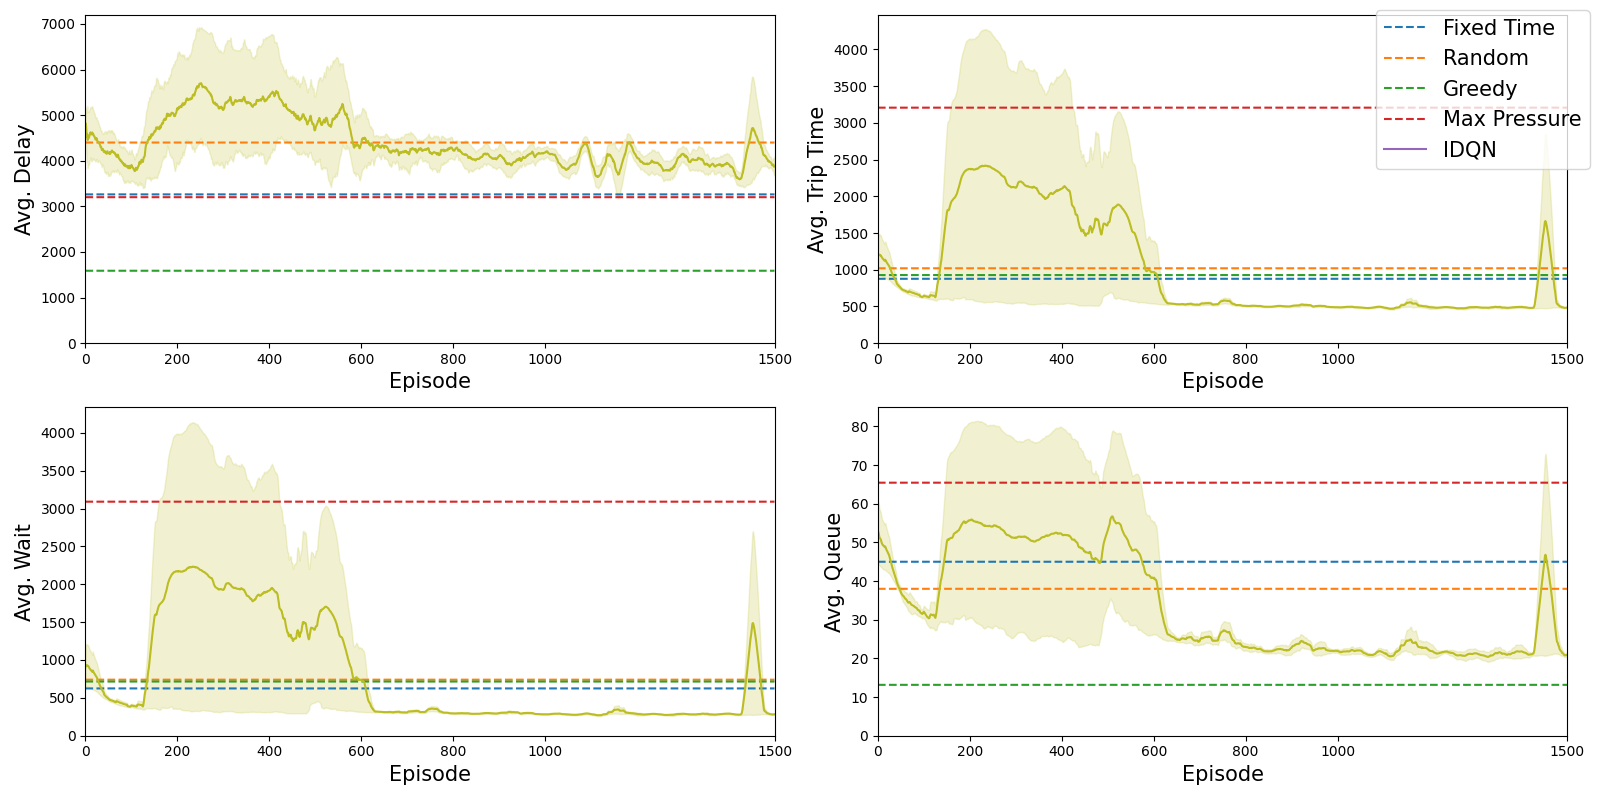 7000
6000
5000
4000
3000
2000
1000
0
Avg. Delay
0 200 400 600 800 1000 1500
Episode
4000
3500
3000
2500
2000
1500
1000
500
0
Avg. Trip Time
0 200 400 600 800 1000 1500
Episode
Fixed Time
Random
Greedy
Max Pressure
IDQN
4000
3500
3000
2500
2000
1500
1000
500
0
Avg. Wait
0 200 400 600 800 1000 1500
Episode
80
70
60
50
40
30
20
10
0
Avg. Queue
0 200 400 600 800 1000 1500
Episode